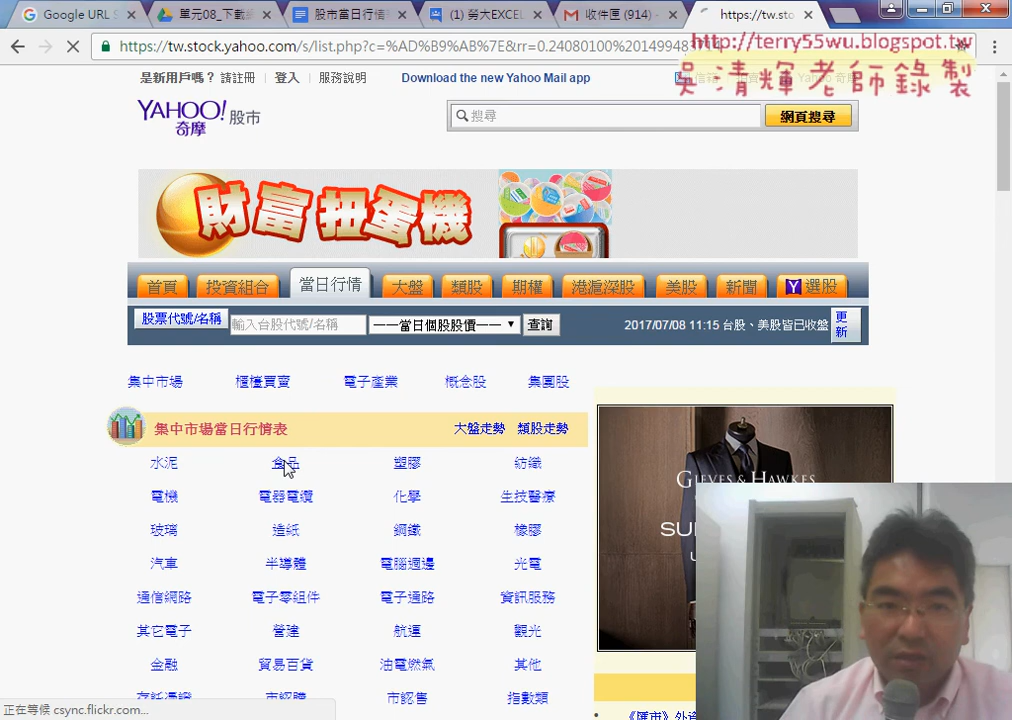 Google URL S
單元08_下載
股市當日行情
(1) 勞大EXCEL
收件匣 (914) -
https://tw.sto
https://tw.stock.yahoo.com/s/list.php?c=%AD%B9%AB%7E&rr=0.24080100%201499483714
http://terry55wu.blogspot.tw
吳清輝老師錄製
是新用戶嗎？ 註冊 登入 服務說明 Download the new Yahoo Mail app
YAHOO! 奇摩 股市
搜尋 網頁搜尋
財富扭蛋機
首頁 投資組合 當日行情 大盤 類股 期權 港滬深股 美股 新聞 Y 選股
股票代號/名稱 輸入台股代號/名稱 ——當日個股股價—— 查詢 2017/07/08 11:15 台股、美股皆已收盤 更新
集中市場 櫃檯買賣 電子產業 概念股 集團股
集中市場當日行情表 大盤走勢 類股走勢
水泥 食品 塑膠 紡織
電機 電器電纜 化學 生技醫療
玻璃 造紙 鋼鐵 橡膠
汽車 半導體 電腦週邊 光電
通信網路 電子零組件 電子通路 資訊服務
其它電子 營建 航運 觀光
金融 貿易百貨 油電燃氣 其他
存託憑證 市認購 市認售 指數類
GIEVES & HAWKES
SU
《匯市》外資
正在等候 csync.flickr.com...